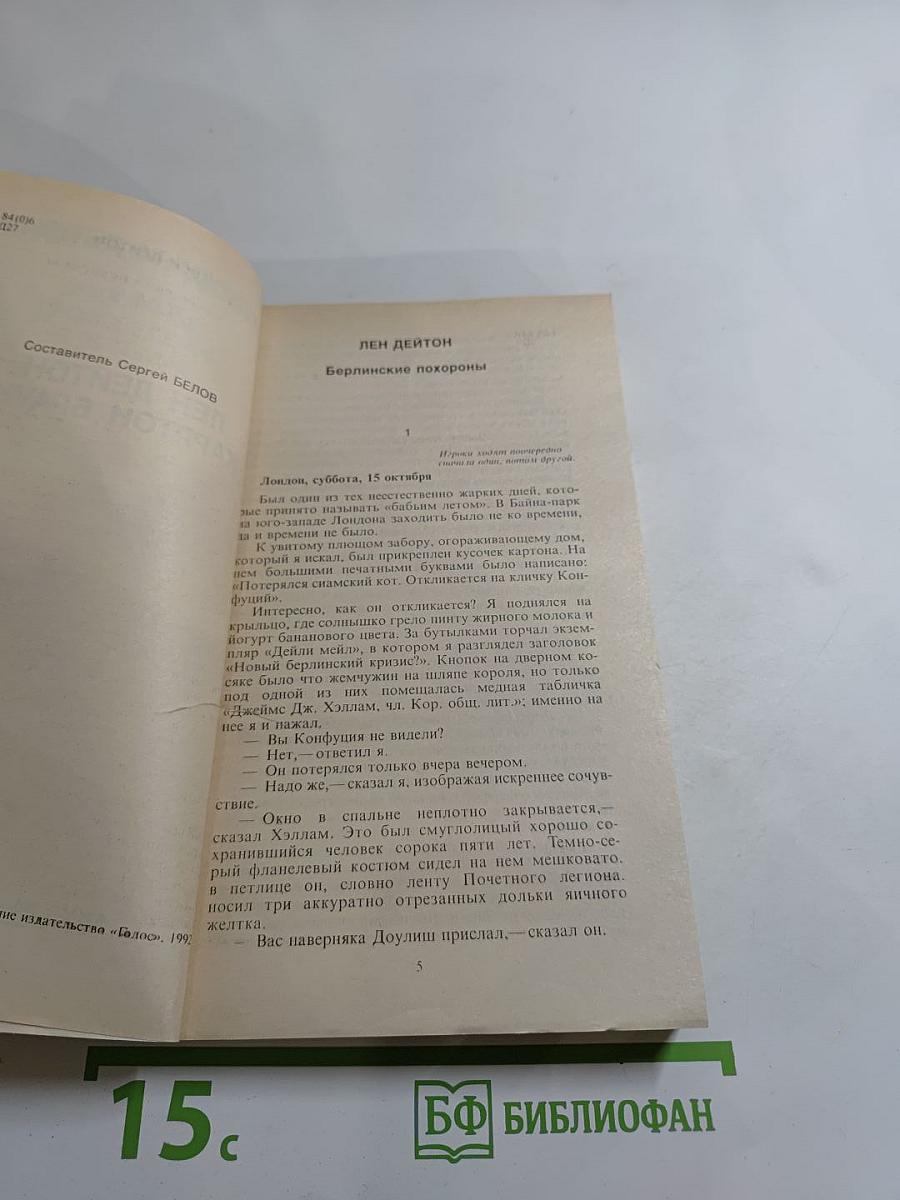 84(0)6
Д27
Составитель Сергей БЕЛОВ
издательство «Голос», 1992
ЛЕН ДЕЙТОН
Берлинские похороны
1
Игроки ходят поочередно
сначала один, потом другой.
Лондон, суббота, 15 октября
Был один из тех неестественно жарких дней, кото-
рые принято называть «бабьим летом». В Байна-парк
на юго-западе Лондона заходить было не ко времени,
да и времени не было.
К увитому плющом забору, огораживающему дом,
который я искал, был прикреплен кусочек картона. На
нем большими печатными буквами было написано:
«Потерялся сиамский кот. Откликается на кличку Кон-
фуций».
Интересно, как он откликается? Я поднялся на
крыльцо, где солнышко грело пинту жирного молока и
йогурт бананового цвета. За бутылками торчал экзем-
пляр «Дейли мейл», в котором я разглядел заголовок
«Новый берлинский кризис?». Кнопок на дверном ко-
сяке было что жемчужин на шляпе короля, но только
под одной из них помещалась медная табличка
«Джеймс Дж. Хэллам, чл. Кор. общ. лит.»; именно на
нее я и нажал.
— Вы Конфуция не видели?
— Нет,— ответил я.
— Он потерялся только вчера вечером.
— Надо же,— сказал я, изображая искреннее сочув-
ствие.
— Окно в спальне неплотно закрывается,—
сказал Хэллам. Это был смуглолицый хорошо со-
хранившийся человек сорока пяти лет. Темно-се-
рый фланелевый костюм сидел на нем мешковато.
в петлице он, словно ленту Почетного легиона.
носил три аккуратно отрезанных дольки яичного
желтка.
— Вас наверняка Доулиш прислал,— сказал он.
5
15 с
БФ БИБЛИОФАН